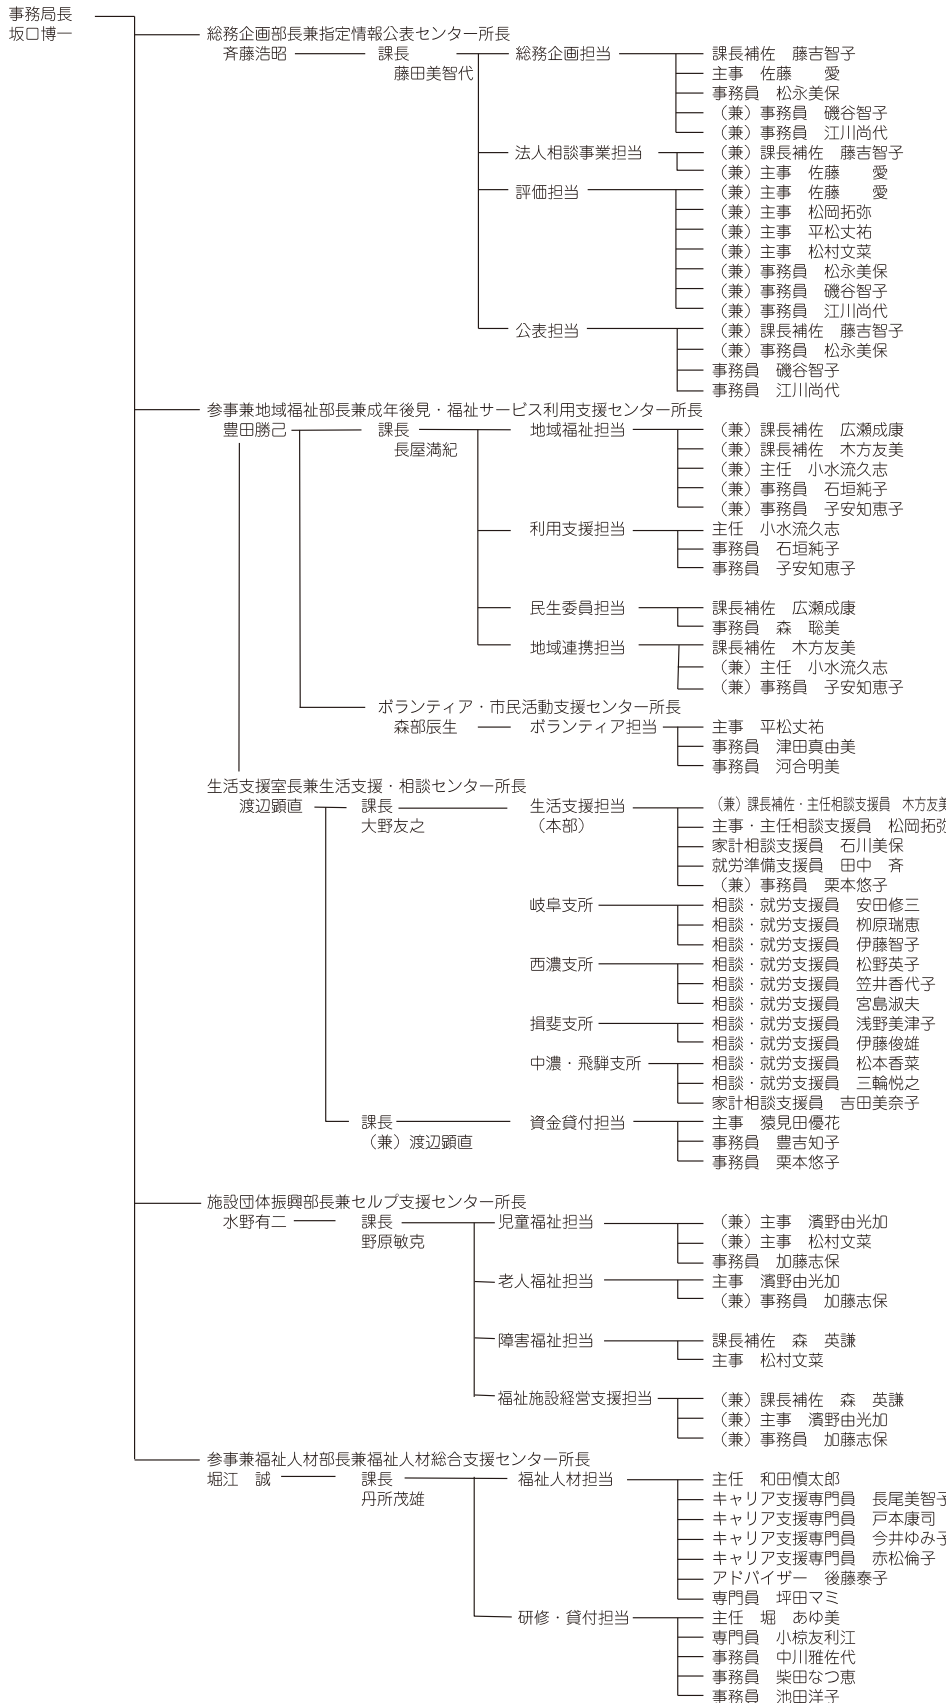 事務局長
坂口博一
総務企画部長兼指定情報公表センター所長
斉藤浩昭 課長 総務企画担当 課長補佐 藤吉智子
藤田美智代 主事 佐藤 愛
事務員 松永美保
（兼）事務員 磯谷智子
（兼）事務員 江川尚代
法人相談事業担当 （兼）課長補佐 藤吉智子
（兼）主事 佐藤 愛
評価担当 （兼）主事 佐藤 愛
（兼）主事 松岡拓弥
（兼）主事 平松丈祐
（兼）主事 松村文菜
（兼）事務員 松永美保
（兼）事務員 磯谷智子
（兼）事務員 江川尚代
公表担当 （兼）課長補佐 藤吉智子
（兼）事務員 松永美保
事務員 磯谷智子
事務員 江川尚代
参事兼地域福祉部長兼成年後見・福祉サービス利用支援センター所長
豊田勝己 課長 地域福祉担当 （兼）課長補佐 広瀬成康
長屋満紀 （兼）課長補佐 木方友美
（兼）主任 小水流久志
（兼）事務員 石垣純子
（兼）事務員 子安知恵子
利用支援担当 主任 小水流久志
事務員 石垣純子
事務員 子安知恵子
民生委員担当 課長補佐 広瀬成康
事務員 森 聡美
地域連携担当 課長補佐 木方友美
（兼）主任 小水流久志
（兼）事務員 子安知恵子
ボランティア・市民活動支援センター所長
森部辰生 ボランティア担当 主事 平松丈祐
事務員 津田真由美
事務員 河合明美
生活支援室長兼生活支援・相談センター所長
渡辺顕直 課長 生活支援担当 （兼）課長補佐・主任相談支援員 木方友美
大野友之 （本部） 主事・主任相談支援員 松岡拓弥
家計相談支援員 石川美保
就労準備支援員 田中 斉
（兼）事務員 栗本悠子
岐阜支所 相談・就労支援員 安田修三
相談・就労支援員 栁原瑞恵
相談・就労支援員 伊藤智子
西濃支所 相談・就労支援員 松野英子
相談・就労支援員 笠井香代子
相談・就労支援員 宮島淑夫
揖斐支所 相談・就労支援員 浅野美津子
相談・就労支援員 伊藤俊雄
中濃・飛騨支所 相談・就労支援員 松本香菜
相談・就労支援員 三輪悦之
家計相談支援員 吉田美奈子
課長 資金貸付担当 主事 猿見田優花
（兼）渡辺顕直 事務員 豊吉知子
事務員 栗本悠子
施設団体振興部長兼セルプ支援センター所長
水野有二 課長 児童福祉担当 （兼）主事 濱野由光加
野原敏克 （兼）主事 松村文菜
事務員 加藤志保
老人福祉担当 主事 濱野由光加
（兼）事務員 加藤志保
障害福祉担当 課長補佐 森 英謙
主事 松村文菜
福祉施設経営支援担当 （兼）課長補佐 森 英謙
（兼）主事 濱野由光加
（兼）事務員 加藤志保
参事兼福祉人材部長兼福祉人材総合支援センター所長
堀江 誠 課長 福祉人材担当 主任 和田慎太郎
丹所茂雄 キャリア支援専門員 長尾美智子
キャリア支援専門員 戸本康司
キャリア支援専門員 今井ゆみ子
キャリア支援専門員 赤松倫子
アドバイザー 後藤泰子
専門員 坪田マミ
研修・貸付担当 主任 堀 あゆ美
専門員 小椋友利江
事務員 中川雅佐代
事務員 柴田なつ恵
事務員 池田洋子